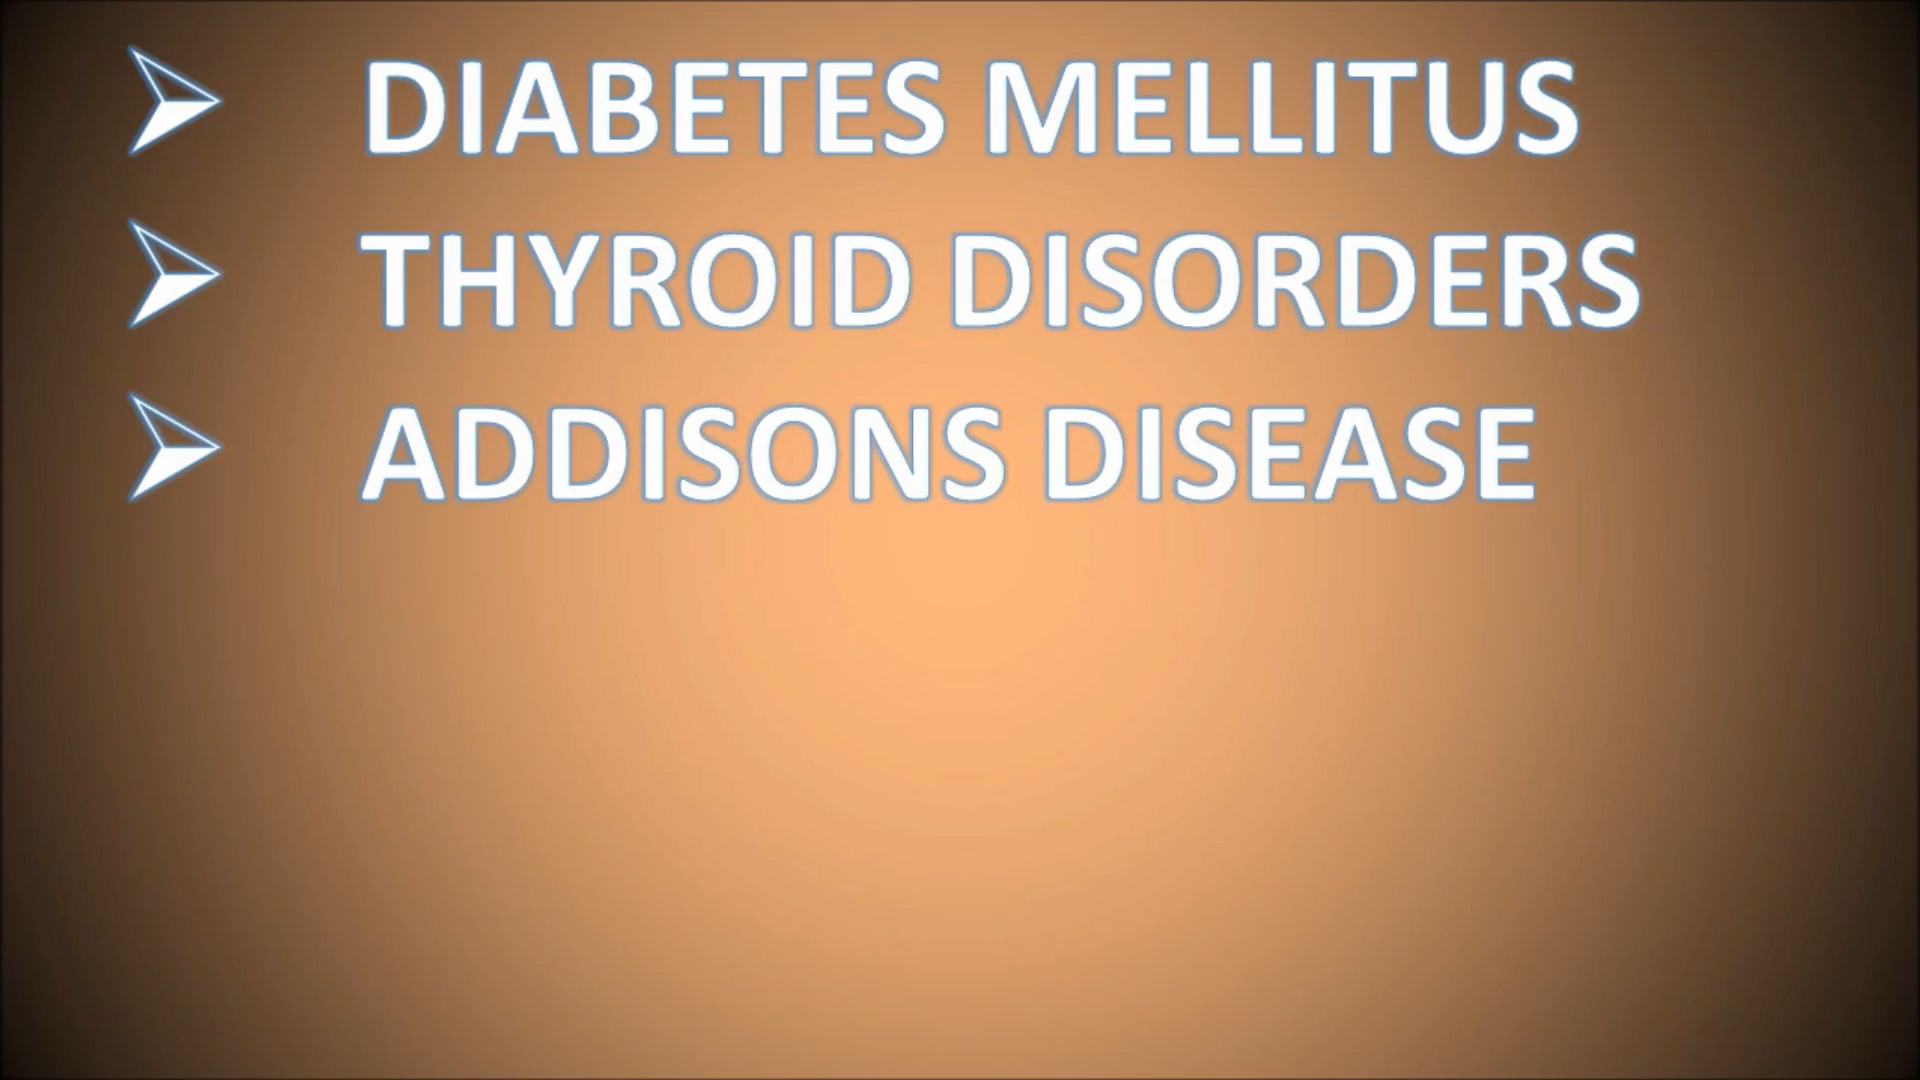 ➢ DIABETES MELLITUS
➢ THYROID DISORDERS
➢ ADDISONS DISEASE